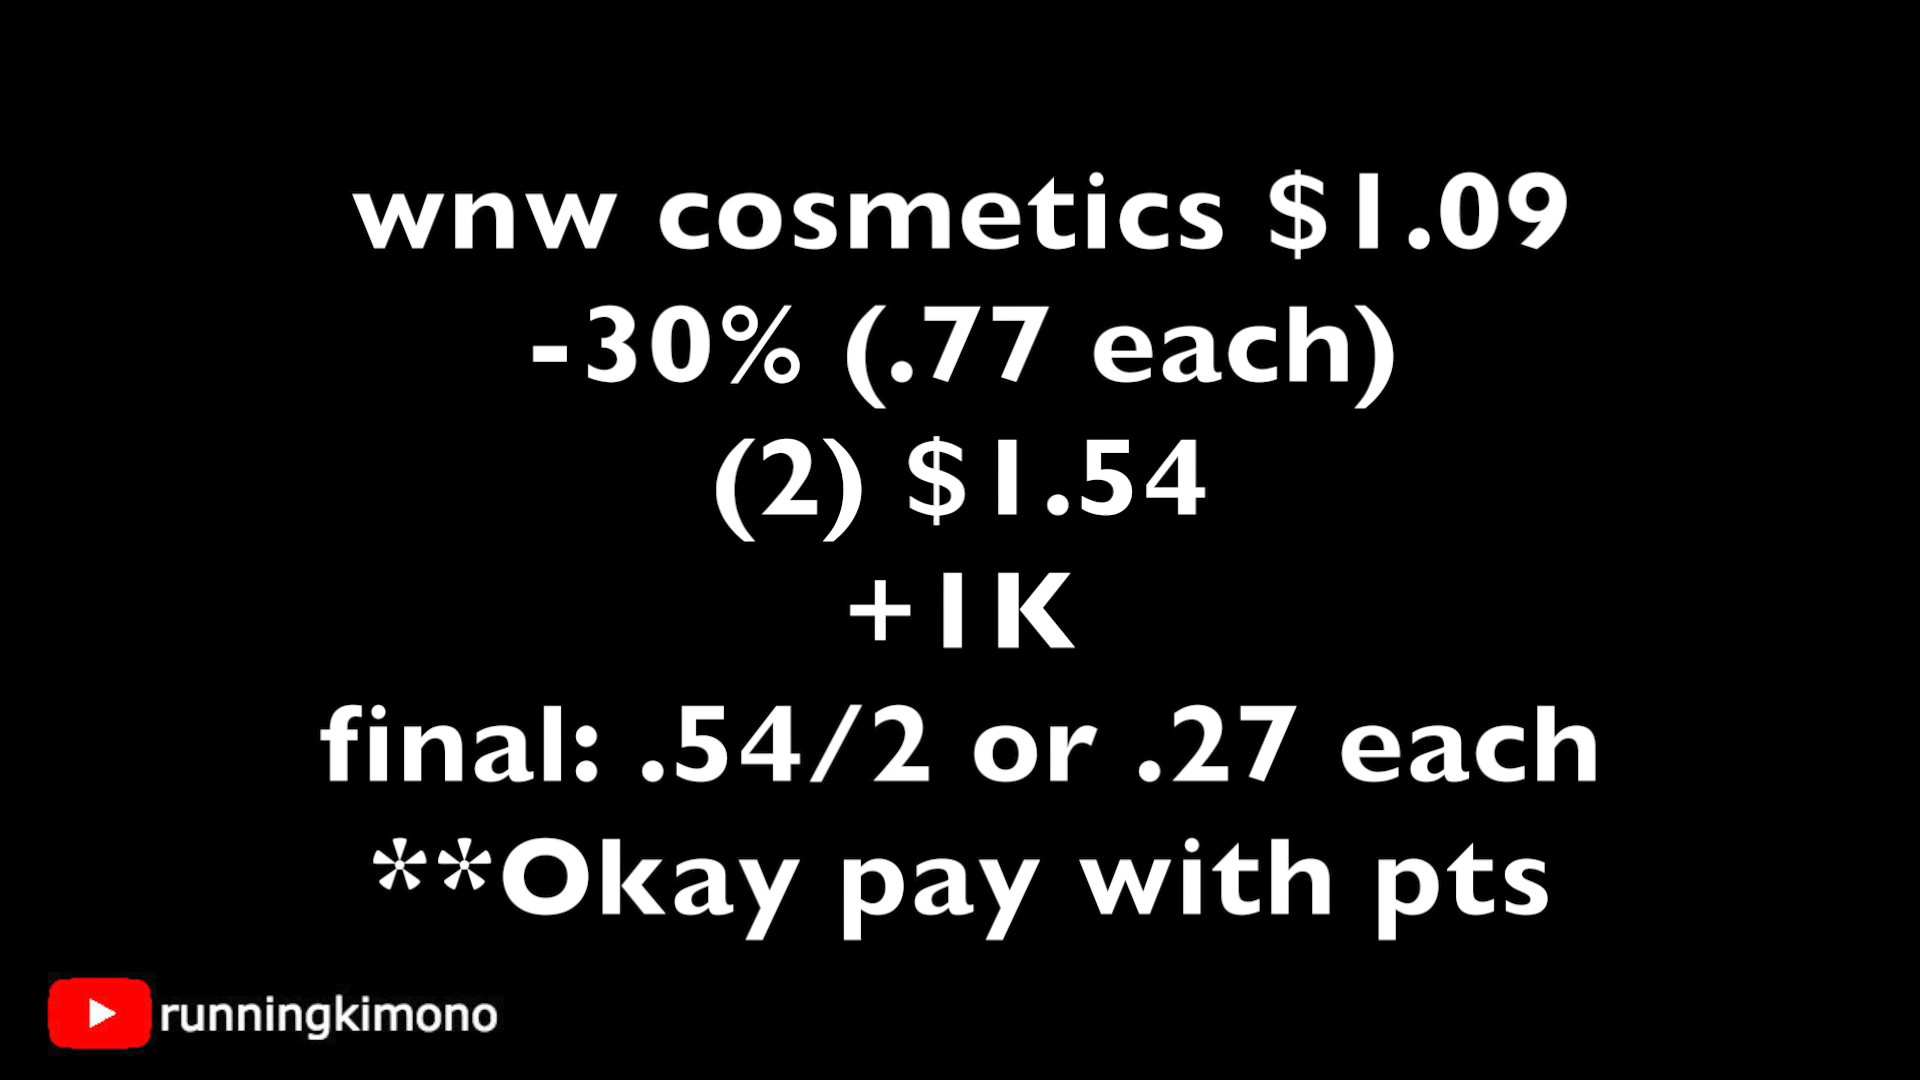 wnw cosmetics $1.09
-30% (.77 each)
(2) $1.54
+1K
final: .54/2 or .27 each
**Okay pay with pts
runningkimono